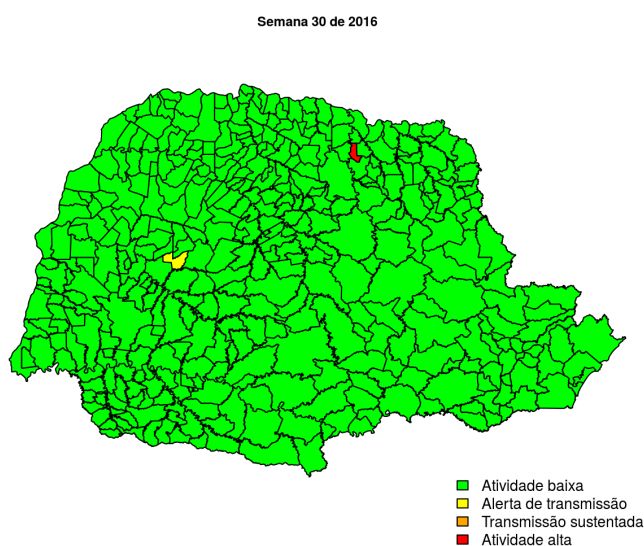 Semana 30 de 2016
Atividade baixa
Alerta de transmissão
Transmissão sustentada
Atividade alta